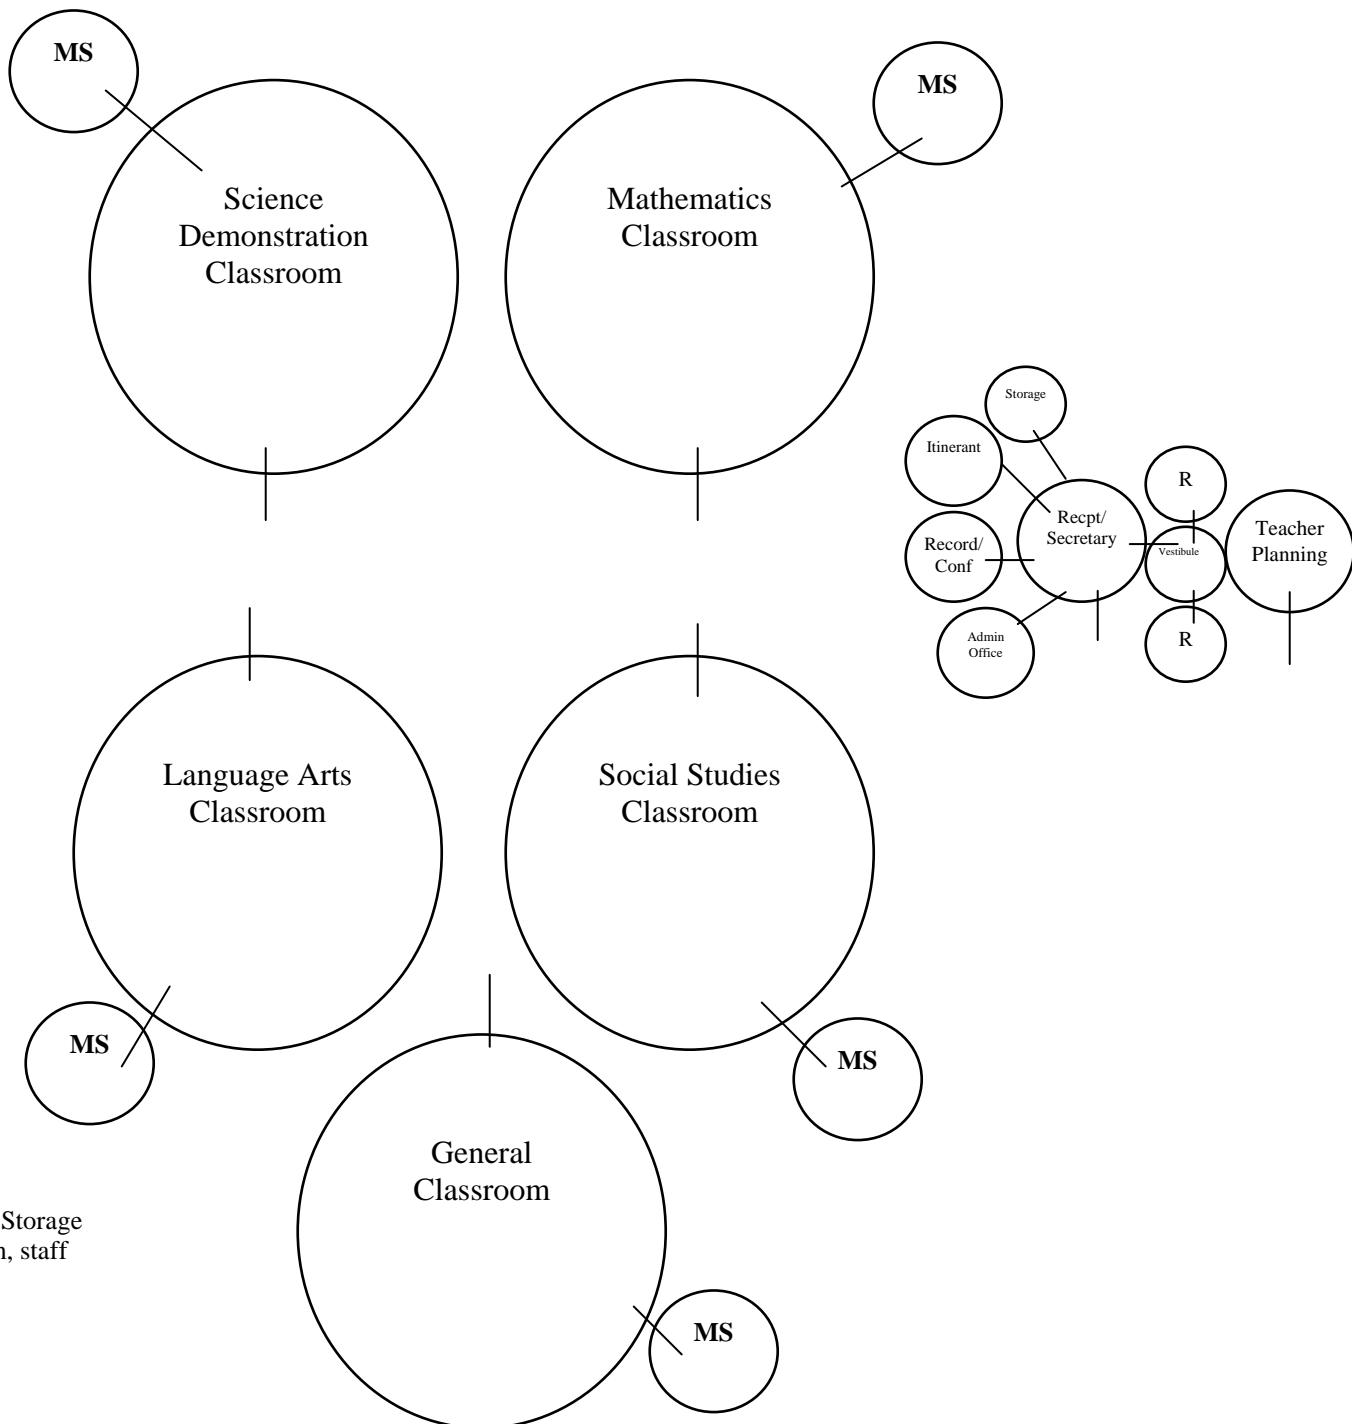 MS
MS
Science
Demonstration
Classroom
Mathematics
Classroom
Storage
Itinerant
R
Recpt/
Secretary
Record/
Conf
Vestibule
Teacher
Planning
Admin
Office
R
Language Arts
Classroom
Social Studies
Classroom
MS
MS
General
Classroom
Storage
, staff
MS